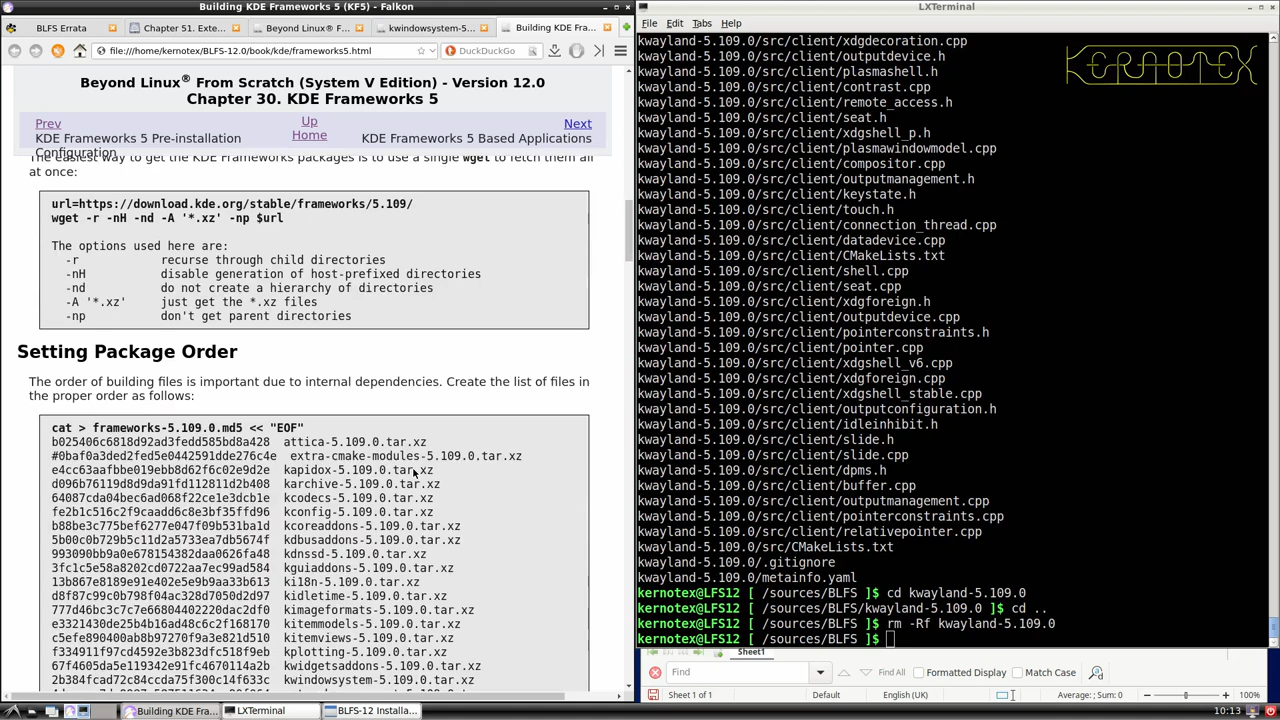 Building KDE Frameworks 5 (KF5) - Falkon
BLFS Errata
Chapter 51. Exte...
Beyond Linux® F...
kwindowsystem-5...
Building KDE Fra...
file:///home/kernotex/BLFS-12.0/book/kde/frameworks5.html
DuckDuckGo
Beyond Linux® From Scratch (System V Edition) - Version 12.0
Chapter 30. KDE Frameworks 5
Prev
Up
Next
KDE Frameworks 5 Pre-installation Configuration
Home
KDE Frameworks 5 Based Applications
The easiest way to get the KDE Frameworks packages is to use a single wget to fetch them all
at once:
url=https://download.kde.org/stable/frameworks/5.109/
wget -r -nH -nd -A '*.xz' -np $url
The options used here are:
-r recurse through child directories
-nH disable generation of host-prefixed directories
-nd do not create a hierarchy of directories
-A '*.xz' just get the *.xz files
-np don't get parent directories
Setting Package Order
The order of building files is important due to internal dependencies. Create the list of files in
the proper order as follows:
cat > frameworks-5.109.0.md5 << "EOF"
b025406c6818d92ad3fedd585bd8a428 attica-5.109.0.tar.xz
#0baf0a3ded2fed5e0442591dde276c4e extra-cmake-modules-5.109.0.tar.xz
e4cc63aafbbe019ebb8d62f6c02e9d2e kapidox-5.109.0.tar.xz
d096b76119d8d9da1fd112811d2b408 karchive-5.109.0.tar.xz
64087cda04bec6ad068f22ce1e3dcb1e kcodecs-5.109.0.tar.xz
fe2b1c516c2f9caad6c8e3bf35ffd96 kconfig-5.109.0.tar.xz
b88be3c775bef6277e047f09b531ba1d kcoreaddons-5.109.0.tar.xz
5b00c0b729b5c11d2a5733ea7db5674f kdbusaddons-5.109.0.tar.xz
993090bb9a0e678154382daa0626fa48 kdnssd-5.109.0.tar.xz
3fc1c5e58a8202cd0722aa7ec99ad584 kguiaddons-5.109.0.tar.xz
13b867e8189e91e402e5e9b9aa33b613 ki18n-5.109.0.tar.xz
d8f87c99c0b798f04ac328d7050d2d97 kidletime-5.109.0.tar.xz
777d46bc3c7c7e66804402220dac2df0 kimageformats-5.109.0.tar.xz
e3321430de25b4b16ad48c6c2f168170 kitemmodels-5.109.0.tar.xz
c5efe890400ab8b97270f9a3e821d510 kitemviews-5.109.0.tar.xz
f334911f97cd4592e3323dfc518f9eb kplotting-5.109.0.tar.xz
67f4605da5e119342e91fc4670114a2b kwidgetsaddons-5.109.0.tar.xz
2b384fcad72c84caa75f300c14f633c kwindowsystem-5.109.0.tar.xz
LXTerminal
File Edit Tabs Help
KERNOTEX
kwayland-5.109.0/src/client/xdgdecoration.cpp
kwayland-5.109.0/src/client/outputdevice.h
kwayland-5.109.0/src/client/plasmashell.h
kwayland-5.109.0/src/client/contrast.cpp
kwayland-5.109.0/src/client/remote_access.h
kwayland-5.109.0/src/client/seat.h
kwayland-5.109.0/src/client/xdgshell_p.h
kwayland-5.109.0/src/client/plasmawindowmodel.cpp
kwayland-5.109.0/src/client/compositor.cpp
kwayland-5.109.0/src/client/outputmanagement.h
kwayland-5.109.0/src/client/keystate.h
kwayland-5.109.0/src/client/touch.h
kwayland-5.109.0/src/client/connection_thread.cpp
kwayland-5.109.0/src/client/datadevice.cpp
kwayland-5.109.0/src/client/CMakeLists.txt
kwayland-5.109.0/src/client/shell.cpp
kwayland-5.109.0/src/client/seat.cpp
kwayland-5.109.0/src/client/xdgforeign.h
kwayland-5.109.0/src/client/outputdevice.cpp
kwayland-5.109.0/src/client/pointerconstraints.h
kwayland-5.109.0/src/client/pointer.cpp
kwayland-5.109.0/src/client/xdgshell_v6.cpp
kwayland-5.109.0/src/client/xdgforeign.cpp
kwayland-5.109.0/src/client/xdgshell_stable.cpp
kwayland-5.109.0/src/client/outputconfiguration.h
kwayland-5.109.0/src/client/idleinhibit.h
kwayland-5.109.0/src/client/slide.h
kwayland-5.109.0/src/client/slide.cpp
kwayland-5.109.0/src/client/dpms.h
kwayland-5.109.0/src/client/buffer.cpp
kwayland-5.109.0/src/client/outputmanagement.cpp
kwayland-5.109.0/src/client/pointerconstraints.cpp
kwayland-5.109.0/src/client/relativepointer.cpp
kwayland-5.109.0/src/CMakeLists.txt
kwayland-5.109.0/.gitignore
kwayland-5.109.0/metainfo.yaml
kernotex@LFS12 [ /sources/BLFS ]$ cd kwayland-5.109.0
kernotex@LFS12 [ /sources/BLFS/kwayland-5.109.0 ]$ cd ..
kernotex@LFS12 [ /sources/BLFS ]$ rm -Rf kwayland-5.109.0
kernotex@LFS12 [ /sources/BLFS ]$
Sheet1
Find
Find All
Formatted Display
Match Case
Sheet 1 of 1
Default
English (UK)
Average: ; Sum: 0
100%
Building KDE Fra...
LXTerminal
BLFS-12 Installa...
10:13